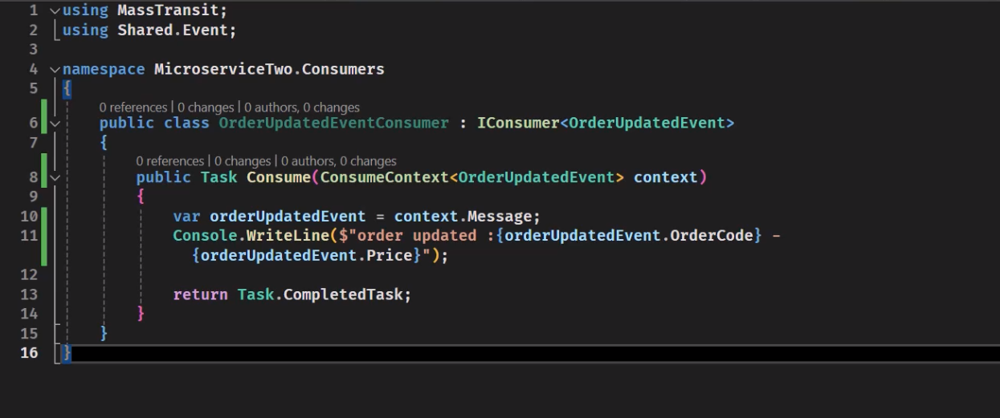 1 using MassTransit;
2 using Shared.Event;
3
4 namespace MicroserviceTwo.Consumers
5 {
0 references | 0 changes | 0 authors, 0 changes
6 public class OrderUpdatedEventConsumer : IConsumer<OrderUpdatedEvent>
7 {
0 references | 0 changes | 0 authors, 0 changes
8 public Task Consume(ConsumeContext<OrderUpdatedEvent> context)
9 {
10 var orderUpdatedEvent = context.Message;
11 Console.WriteLine($"order updated :{orderUpdatedEvent.OrderCode} -
{orderUpdatedEvent.Price}");
12
13 return Task.CompletedTask;
14 }
15 }
16 }